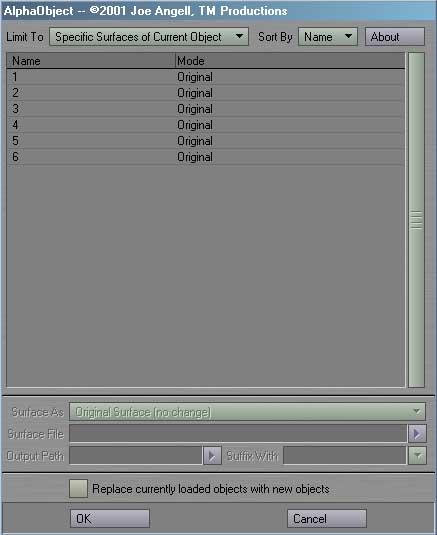 AlphaObject -- ©2001 Joe Angell, TM Productions
Limit To Specific Surfaces of Current Object Sort By Name About
Name Mode
1 Original
2 Original
3 Original
4 Original
5 Original
6 Original
Surface As Original Surface (no change)
Surface File
Output Path Suffix With
Replace currently loaded objects with new objects
OK Cancel